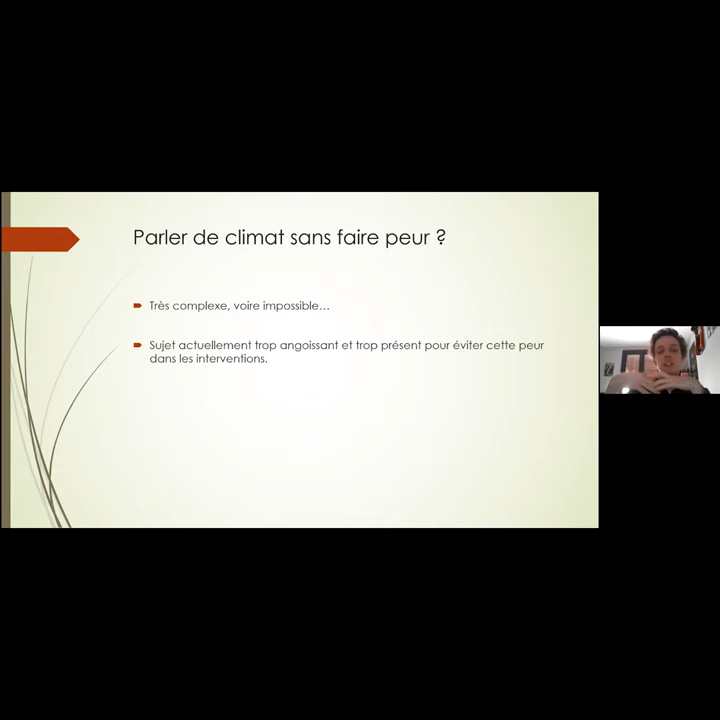 Parler de climat sans faire peur ?
Très complexe, voire impossible…
Sujet actuellement trop angoissant et trop présent pour éviter cette peur
dans les interventions.